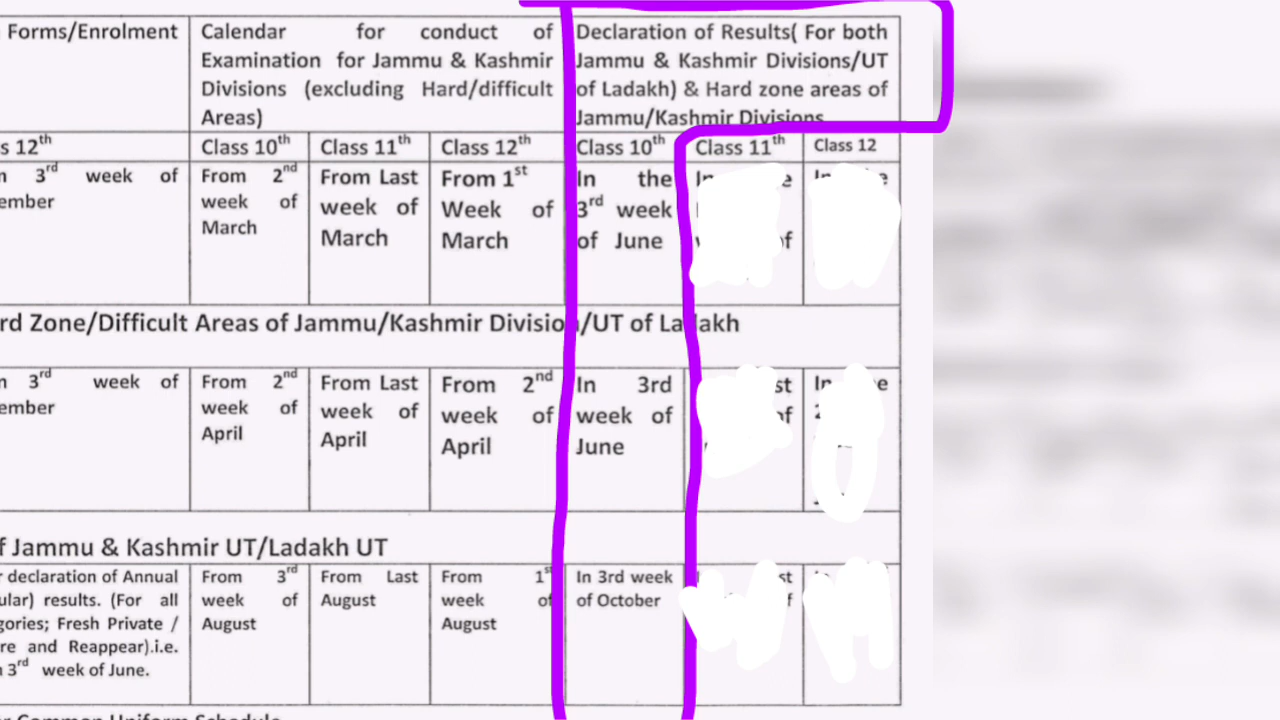 Forms/Enrolment
Calendar for conduct of
Examination for Jammu & Kashmir
Divisions (excluding Hard/difficult
Areas)
Declaration of Results( For both
Jammu & Kashmir Divisions/UT
of Ladakh) & Hard zone areas of
Jammu/Kashmir Divisions
s 12th
Class 10th
Class 11th
Class 12th
Class 10th
Class 11th
Class 12
n 3rd week of
ember
From 2nd
week of
March
From Last
week of
March
From 1st
Week of
March
In the
3rd week
of June
rd Zone/Difficult Areas of Jammu/Kashmir Division/UT of Ladakh
n 3rd week of
ember
From 2nd
week of
April
From Last
week of
April
From 2nd
week of
April
In 3rd
week of
June
st
of
In
f Jammu & Kashmir UT/Ladakh UT
r declaration of Annual
ular) results. (For all
gories; Fresh Private /
re and Reappear).i.e.
3rd week of June.
From 3rd
week of
August
From Last
August
From 1st
week of
August
In 3rd week
of October
st
r Common Uniform Schedule